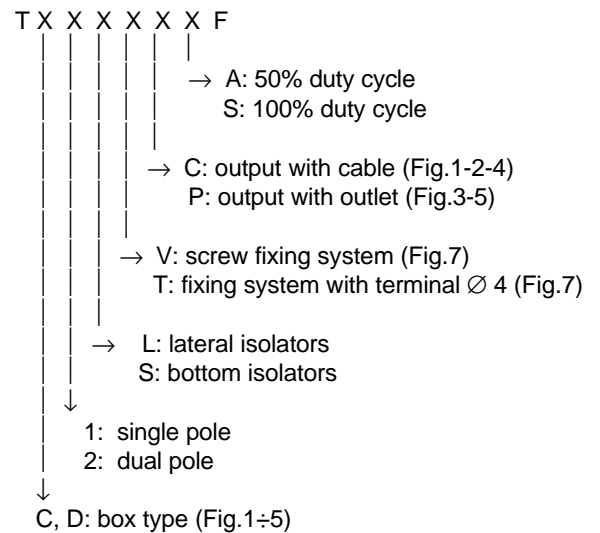 T X X X X X X F
→ A: 50% duty cycle
S: 100% duty cycle
→ C: output with cable (Fig.1-2-4)
P: output with outlet (Fig.3-5)
→ V: screw fixing system (Fig.7)
T: fixing system with terminal ∅ 4 (Fig.7)
→ L: lateral isolators
S: bottom isolators
↓
1: single pole
2: dual pole
↓
C, D: box type (Fig.1÷5)